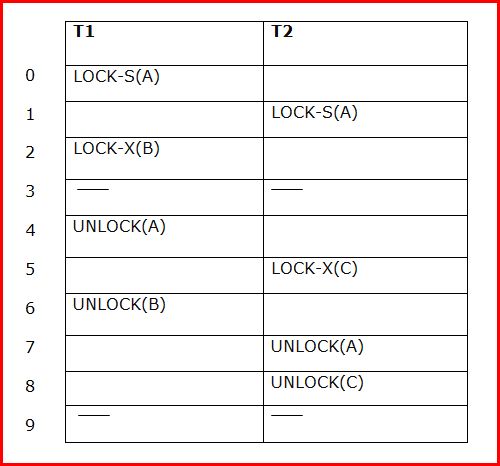 T1 T2
0 LOCK-S(A)
1 LOCK-S(A)
2 LOCK-X(B)
3 —— ——
4 UNLOCK(A)
5 LOCK-X(C)
6 UNLOCK(B)
7 UNLOCK(A)
8 UNLOCK(C)
9 —— ——